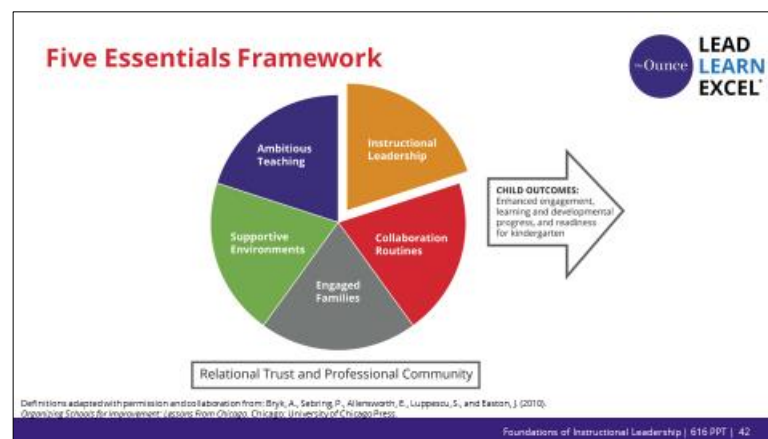 Five Essentials Framework
the Ounce
LEAD
LEARN
EXCEL
Ambitious
Teaching
Instructional
Leadership
Supportive
Environments
Collaboration
Routines
Engaged
Families
CHILD OUTCOMES:
Enhanced engagement,
learning and developmental
progress, and readiness
for kindergarten
Relational Trust and Professional Community
Definitions adapted with permission and collaboration from: Bryk, A., Sebring, P., Allensworth, E., Luppescu, S., and Easton, J. (2010).
Organizing Schools for Improvement: Lessons From Chicago. Chicago: University of Chicago Press.
Foundations of Instructional Leadership | 616 PPT | 42